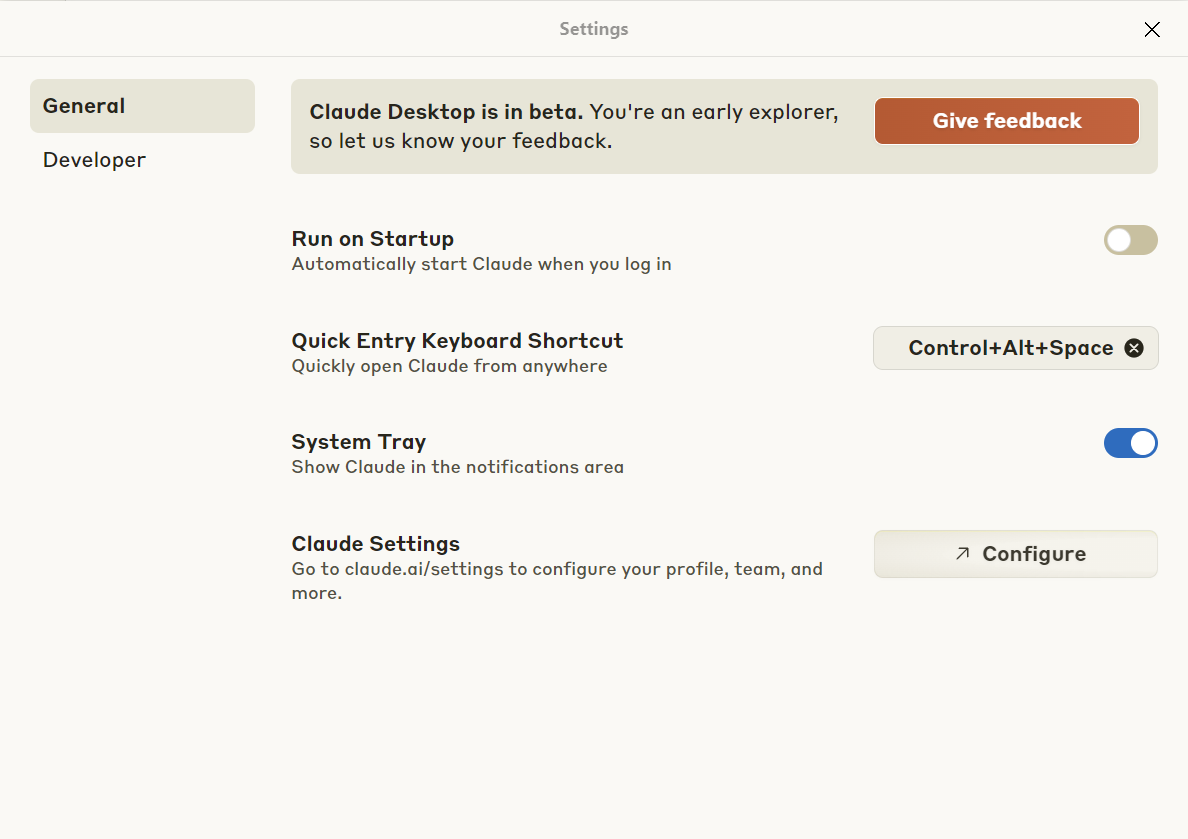 Settings
General
Developer
Claude Desktop is in beta. You're an early explorer,
so let us know your feedback.
Give feedback
Run on Startup
Automatically start Claude when you log in
Quick Entry Keyboard Shortcut
Quickly open Claude from anywhere
Control+Alt+Space
System Tray
Show Claude in the notifications area
Claude Settings
Go to claude.ai/settings to configure your profile, team, and
more.
Configure